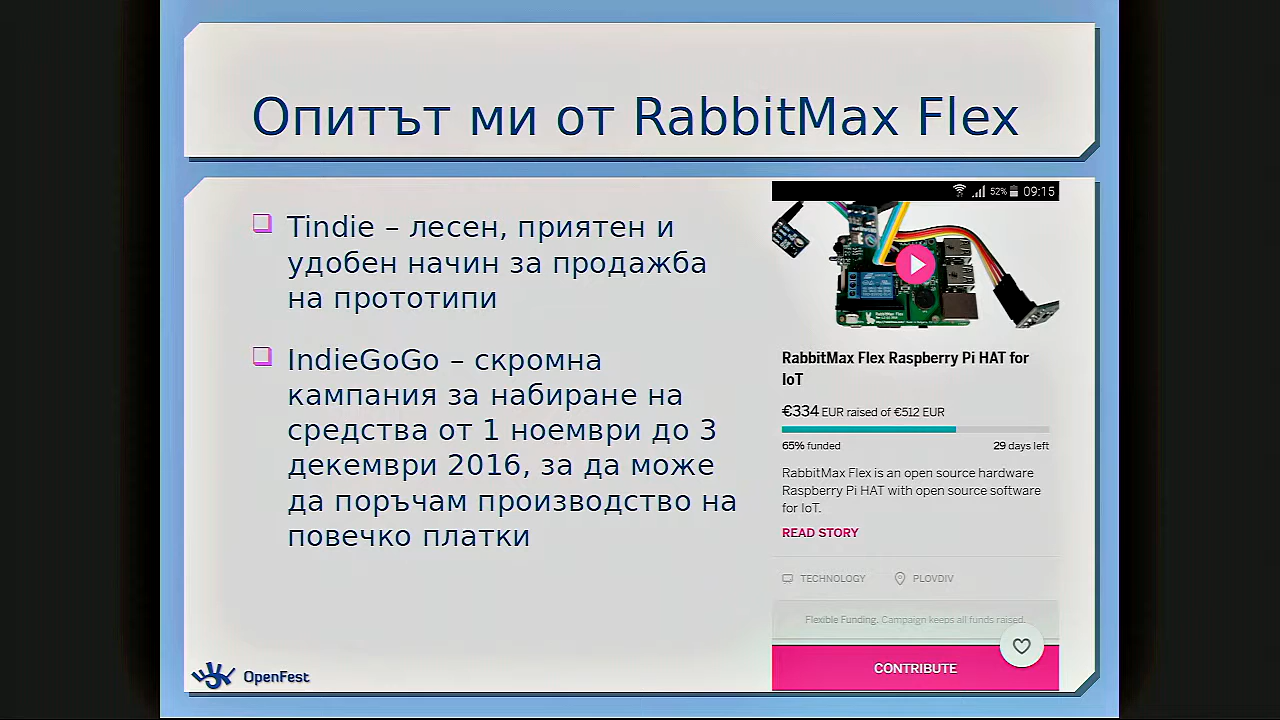 Опитът ми от RabbitMax Flex
Tindie – лесен, приятен и
удобен начин за продажба
на прототипи
IndieGoGo – скромна
кампания за набиране на
средства от 1 ноември до 3
декември 2016, за да може
да поръчам производство на
повечко платки
52% 09:15
RabbitMax Flex
RabbitMax Flex Raspberry Pi HAT for
IoT
€334 EUR raised of €512 EUR
65% funded 29 days left
RabbitMax Flex is an open source hardware
Raspberry Pi HAT with open source software
for IoT.
READ STORY
TECHNOLOGY PLOVDIV
Flexible Funding. Campaign keeps all funds raised.
CONTRIBUTE
OpenFest